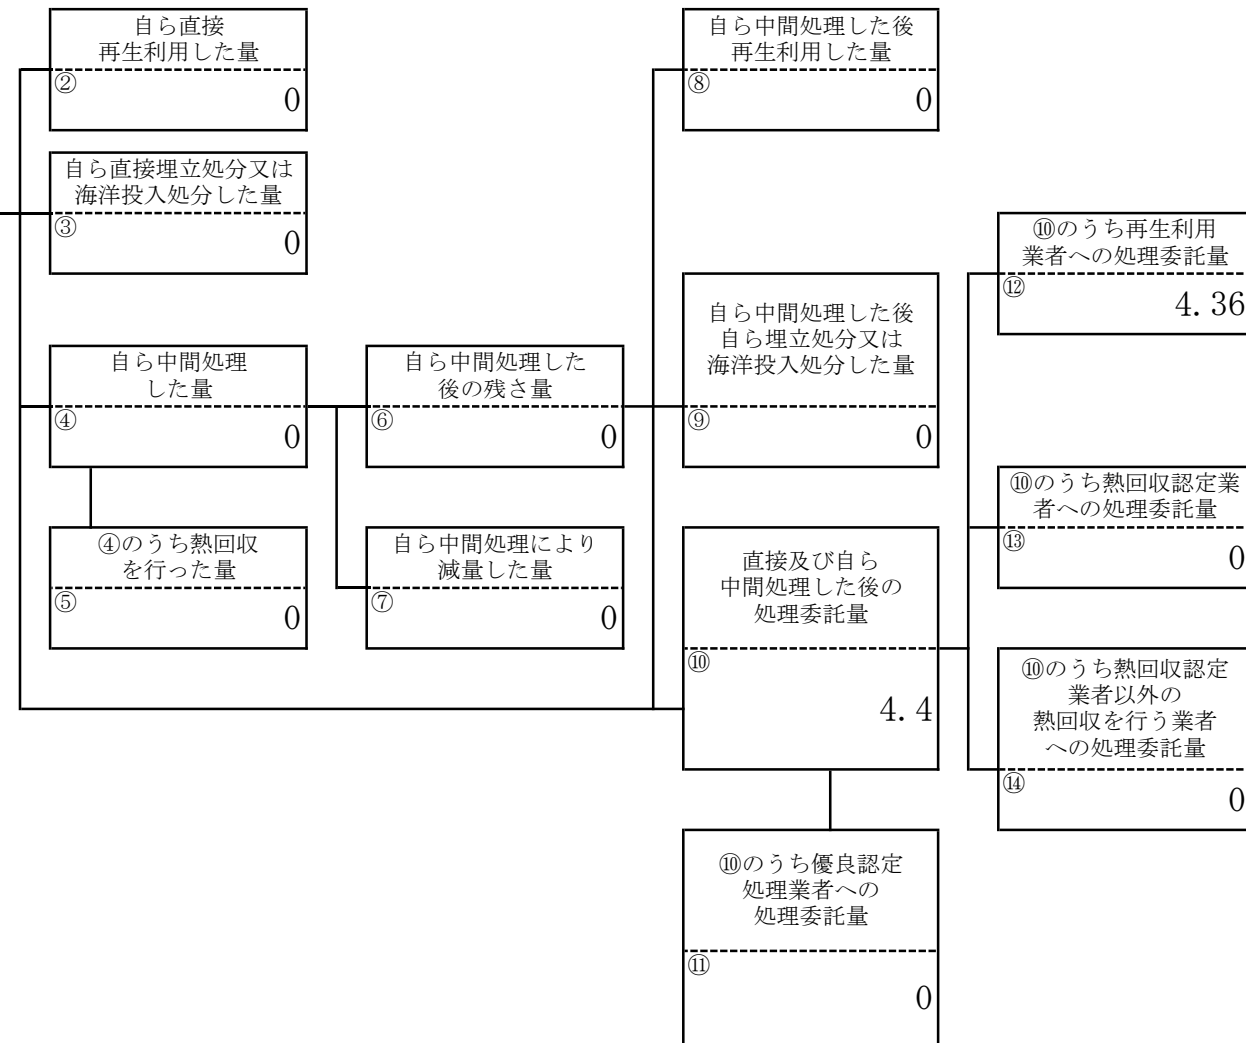 自ら直接
再生利用した量
②
0
自ら直接埋立処分又は
海洋投入処分した量
③
0
自ら中間処理
した量
④
0
④のうち熱回収
を行った量
⑤
0
自ら中間処理した
後の残さ量
⑥
0
自ら中間処理により
減量した量
⑦
0
自ら中間処理した後
再生利用した量
⑧
0
自ら中間処理した後
自ら埋立処分又は
海洋投入処分した量
⑨
0
直接及び自ら
中間処理した後の
処理委託量
⑩
4.4
⑩のうち優良認定
処理業者への
処理委託量
⑪
0
⑩のうち再生利用
業者への処理委託量
⑫
4.36
⑩のうち熱回収認定業
者への処理委託量
⑬
0
⑩のうち熱回収認定
業者以外の
熱回収を行う業者
への処理委託量
⑭
0